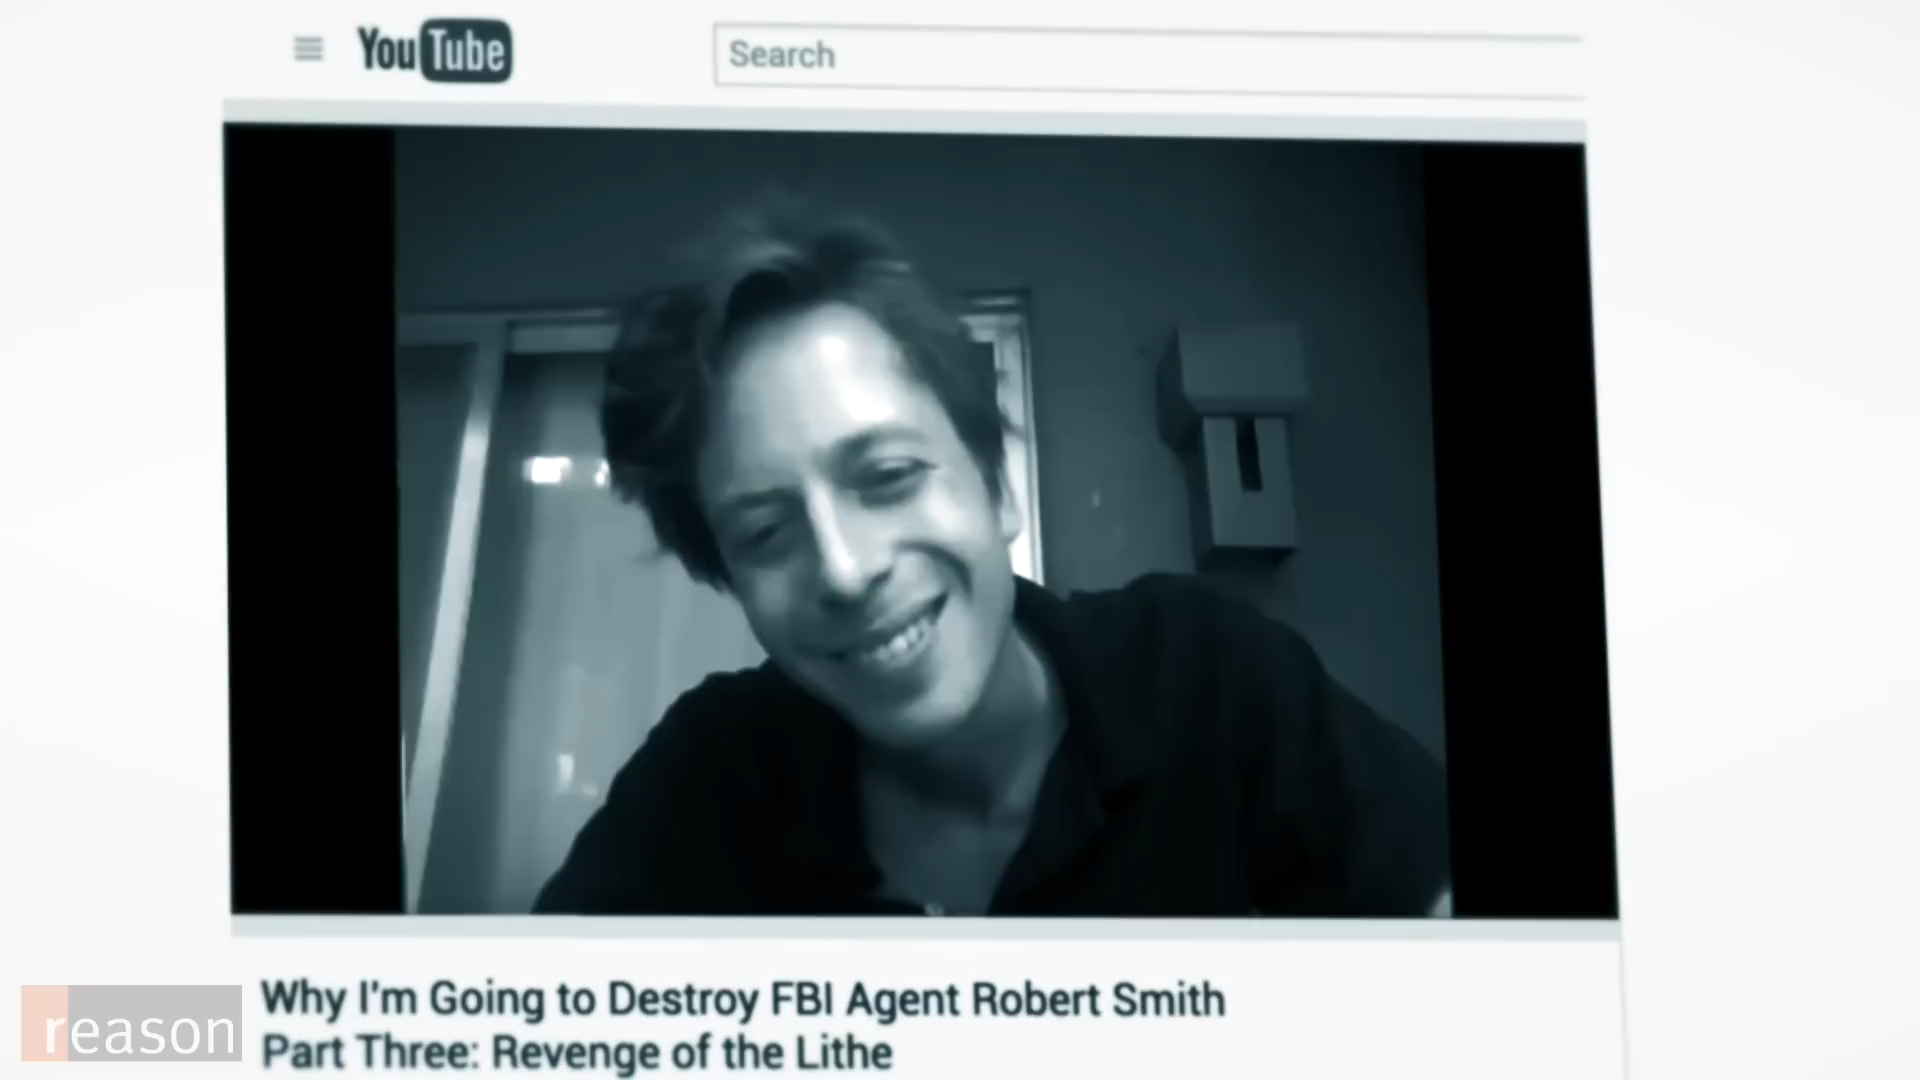 YouTube
Search
Why I'm Going to Destroy FBI Agent Robert Smith
Part Three: Revenge of the Lithe
reason